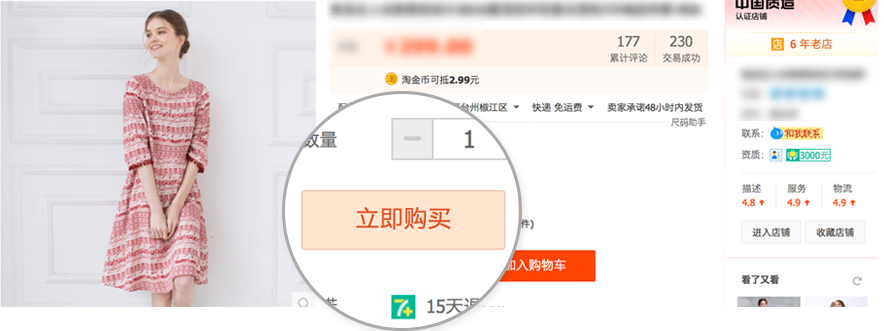 中国质造
认证店铺
6 年老店
177
累计评论
230
交易成功
淘金币可抵2.99元
台州椒江区
快递 免运费
卖家承诺48小时内发货
尺码助手
数量
1
立即购买
件)
加入购物车
15天退
联系：
和我联系
资质：
3000元
描述 服务 物流
4.8 4.9 4.9
进入店铺 收藏店铺
看了又看